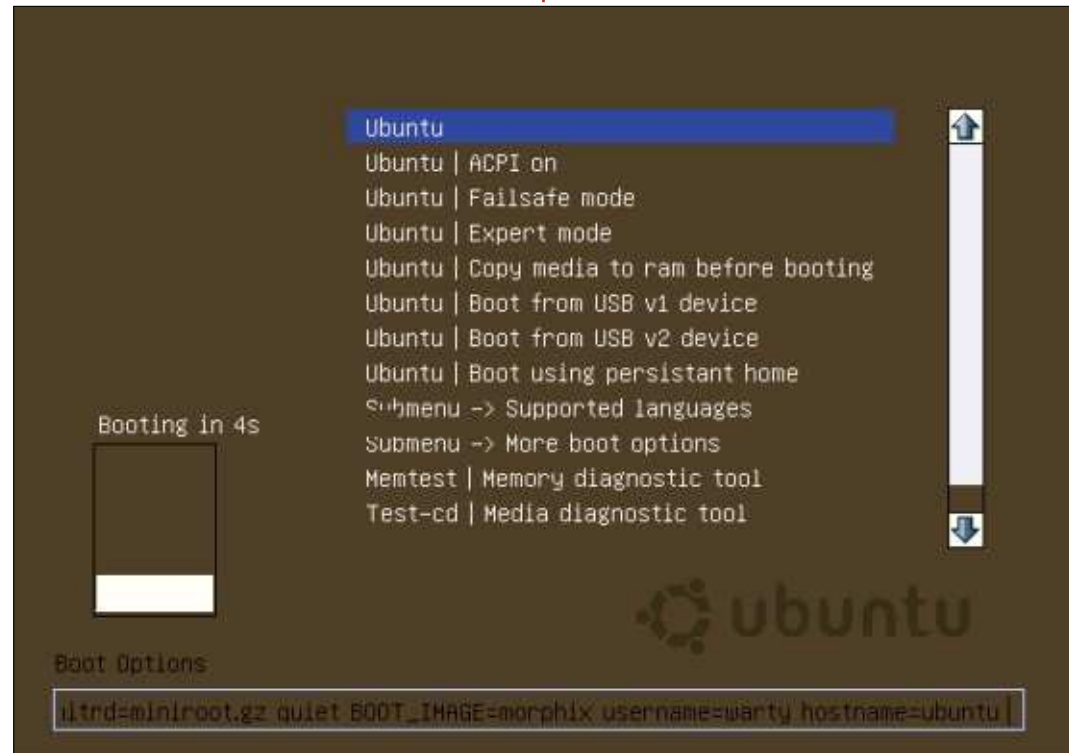 Ubuntu
Ubuntu | ACPI on
Ubuntu | Failsafe mode
Ubuntu | Expert mode
Ubuntu | Copy media to ram before booting
Ubuntu | Boot from USB v1 device
Ubuntu | Boot from USB v2 device
Ubuntu | Boot using persistant home
Submenu -> Supported languages
Submenu -> More boot options
Memtest | Memory diagnostic tool
Test-cd | Media diagnostic tool
Booting in 4s
ubuntu
Boot Options
itrd=miniroot.gz quiet BOOT_IMAGE=morphix username=warty hostname=ubuntu